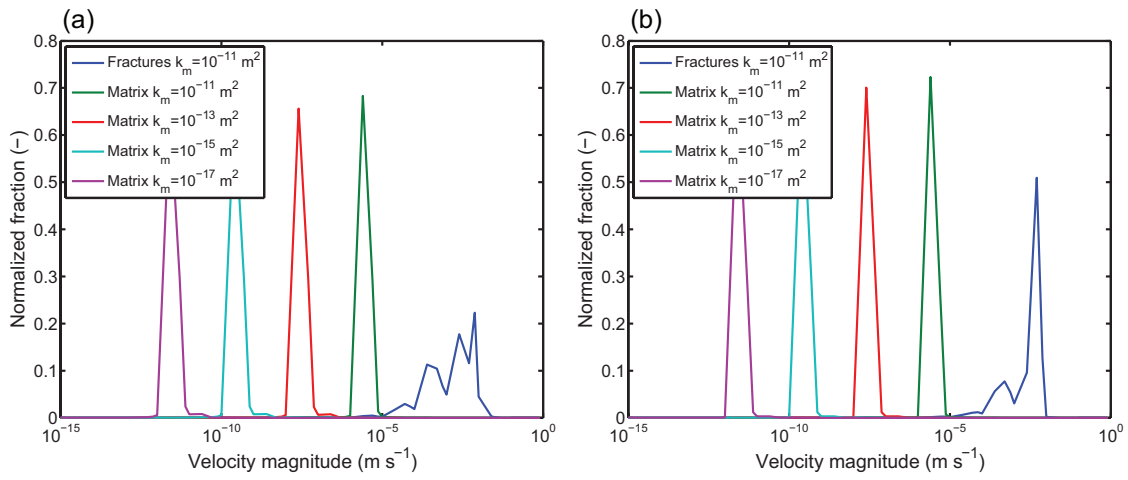 (a)
0.8
0.7
0.6
0.5
0.4
0.3
0.2
0.1
0
Normalized fraction (−)
Fractures k_m=10^−11 m^2
Matrix k_m=10^−11 m^2
Matrix k_m=10^−13 m^2
Matrix k_m=10^−15 m^2
Matrix k_m=10^−17 m^2
10^−15 10^−10 10^−5 10^0
Velocity magnitude (m s^−1)
(b)
0.8
0.7
0.6
0.5
0.4
0.3
0.2
0.1
0
Normalized fraction (−)
Fractures k_m=10^−11 m^2
Matrix k_m=10^−11 m^2
Matrix k_m=10^−13 m^2
Matrix k_m=10^−15 m^2
Matrix k_m=10^−17 m^2
10^−15 10^−10 10^−5 10^0
Velocity magnitude (m s^−1)